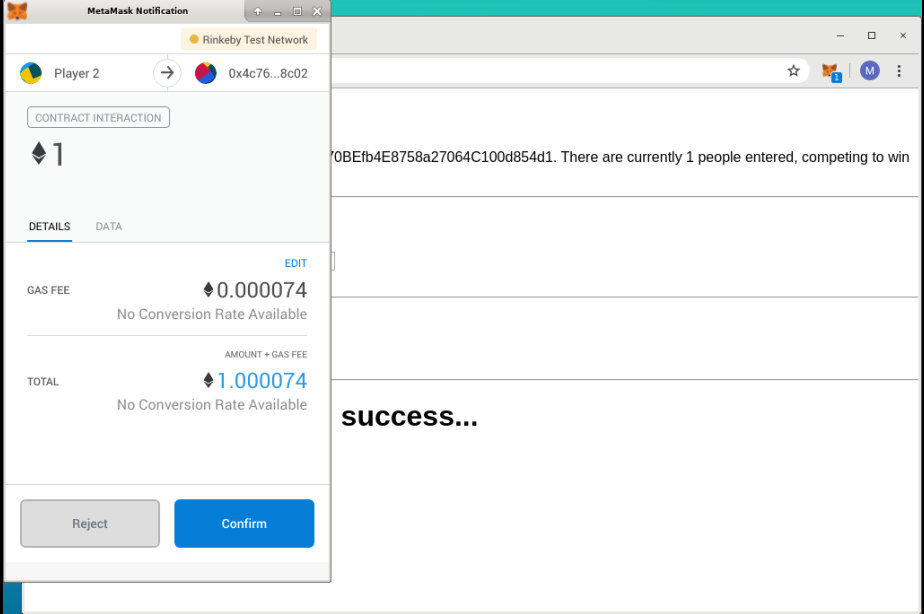 MetaMask Notification
Rinkeby Test Network
Player 2
0x4c76...8c02
CONTRACT INTERACTION
1
DETAILS
DATA
EDIT
GAS FEE
0.000074
No Conversion Rate Available
AMOUNT + GAS FEE
TOTAL
1.000074
No Conversion Rate Available
Reject
Confirm
1
M
70BEfb4E8758a27064C100d854d1. There are currently 1 people entered, competing to win
success...